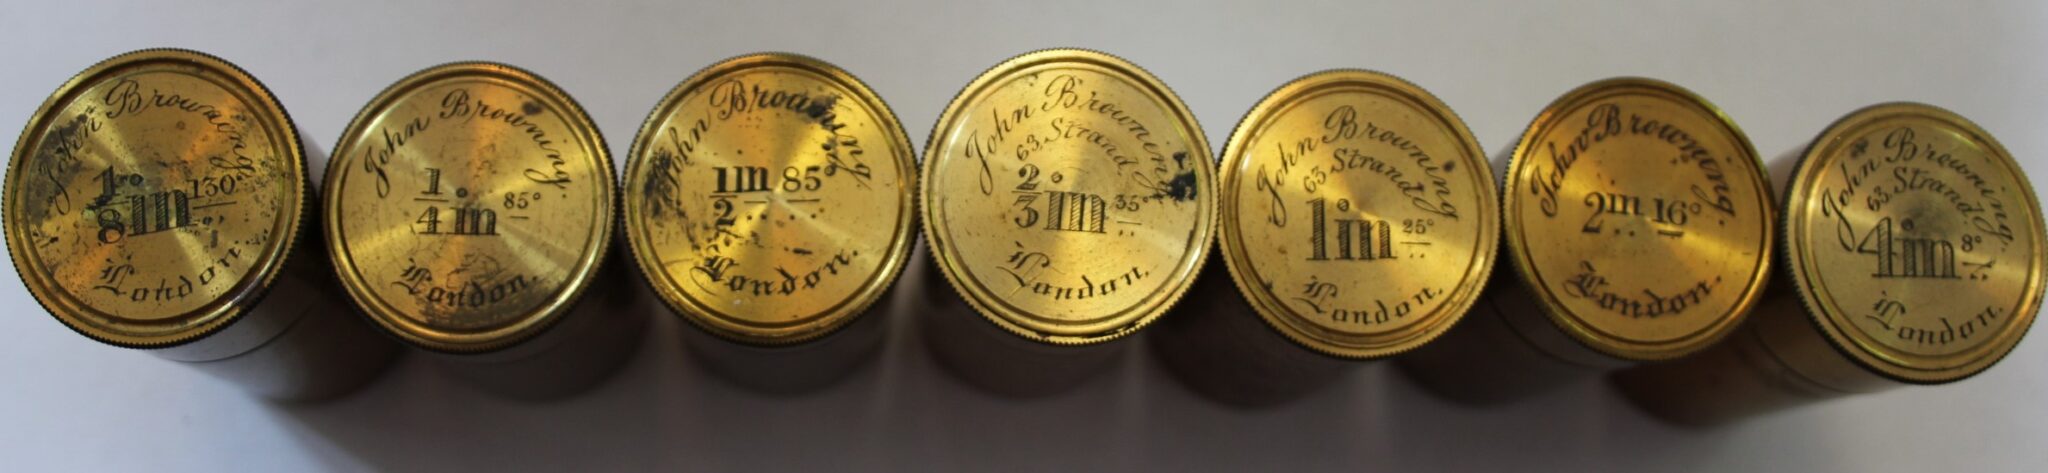 John Browning
1/8 in 130°
London
John Browning.
1/4 in 85°
London.
John Browning
1/2 in 85°
London.
John Browning
63, Strand
2/3 in 35°
London.
John Browning
63 Strand
1 in 25°
London.
John Browning.
2 in 16°
London.
John Browning.
63, Strand
4 in 8°
London.